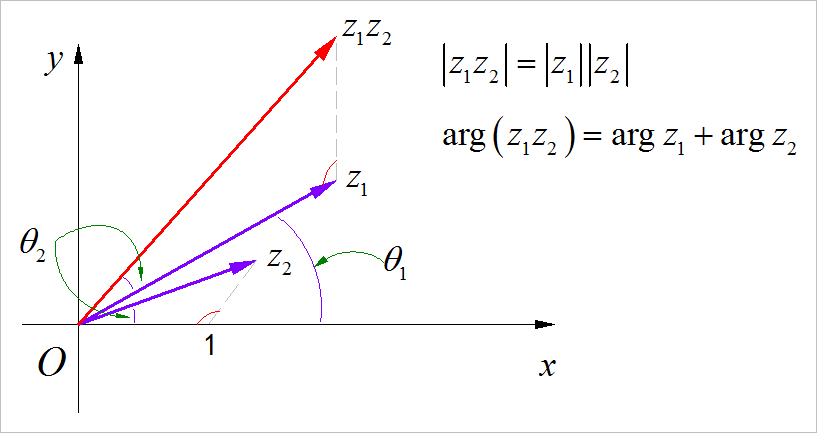 z₁z₂
y
|z₁z₂| = |z₁||z₂|
arg(z₁z₂) = arg z₁ + arg z₂
z₁
θ₂
z₂
θ₁
1
O
x